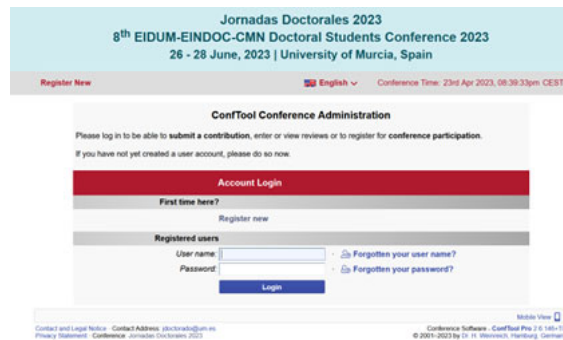 Jornadas Doctorales 2023
8th EIDUM-EINDOC-CMN Doctoral Students Conference 2023
26 - 28 June, 2023 | University of Murcia, Spain
Register New English Conference Time: 23rd Apr 2023, 08:39:33pm CEST
ConfTool Conference Administration
Please log in to be able to submit a contribution, enter or view reviews or to register for conference participation.
If you have not yet created a user account, please do so now.
Account Login
First time here?
Register new
Registered users
User name: · Forgotten your user name?
Password: · Forgotten your password?
Login
Mobile View
Contact and Legal Notice · Contact Address: jdoctorado@um.es
Privacy Statement · Conference: Jornadas Doctorales 2023
Conference Software - ConfTool Pro 2.6.146+T
© 2001–2023 by Dr. H. Weinreich, Hamburg, German